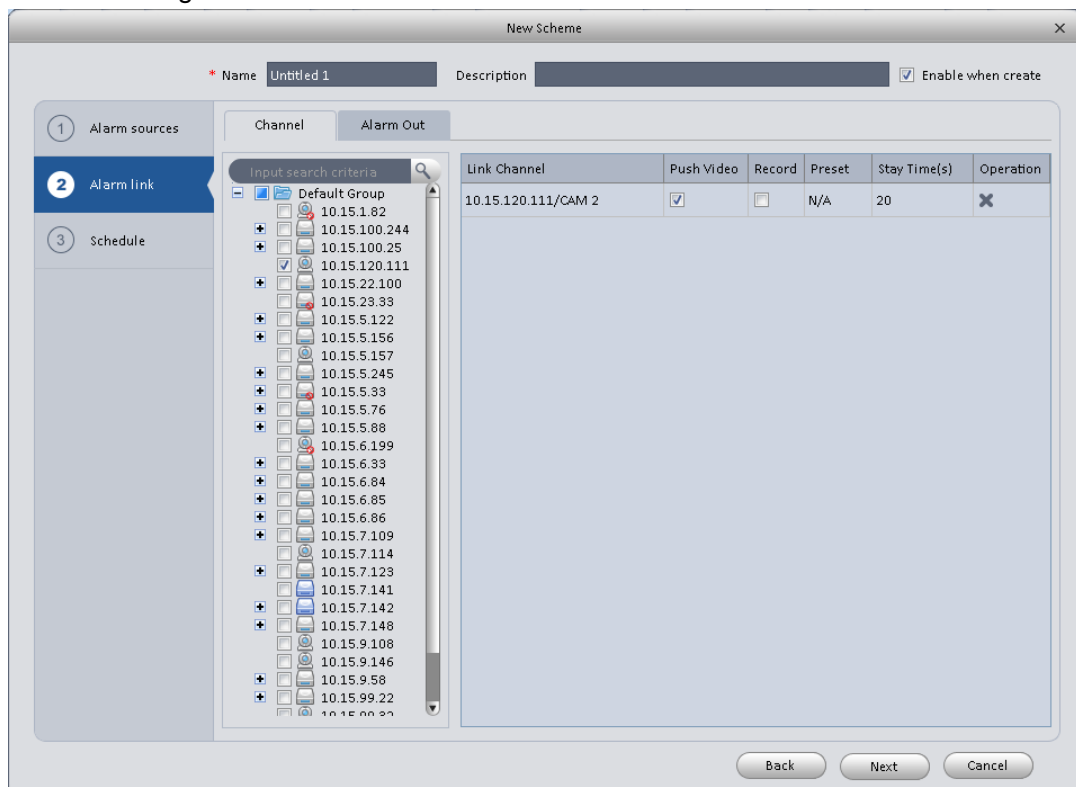 New Scheme
* Name Untitled 1 Description Enable when create
1 Alarm sources
2 Alarm link
3 Schedule
Channel Alarm Out
Input search criteria
Default Group
10.15.1.82
10.15.100.244
10.15.100.25
10.15.120.111
10.15.22.100
10.15.23.33
10.15.5.122
10.15.5.156
10.15.5.157
10.15.5.245
10.15.5.33
10.15.5.76
10.15.5.88
10.15.6.199
10.15.6.33
10.15.6.84
10.15.6.85
10.15.6.86
10.15.7.109
10.15.7.114
10.15.7.123
10.15.7.141
10.15.7.142
10.15.7.148
10.15.9.108
10.15.9.146
10.15.9.58
10.15.99.22
Link Channel Push Video Record Preset Stay Time(s) Operation
10.15.120.111/CAM 2 N/A 20
Back Next Cancel